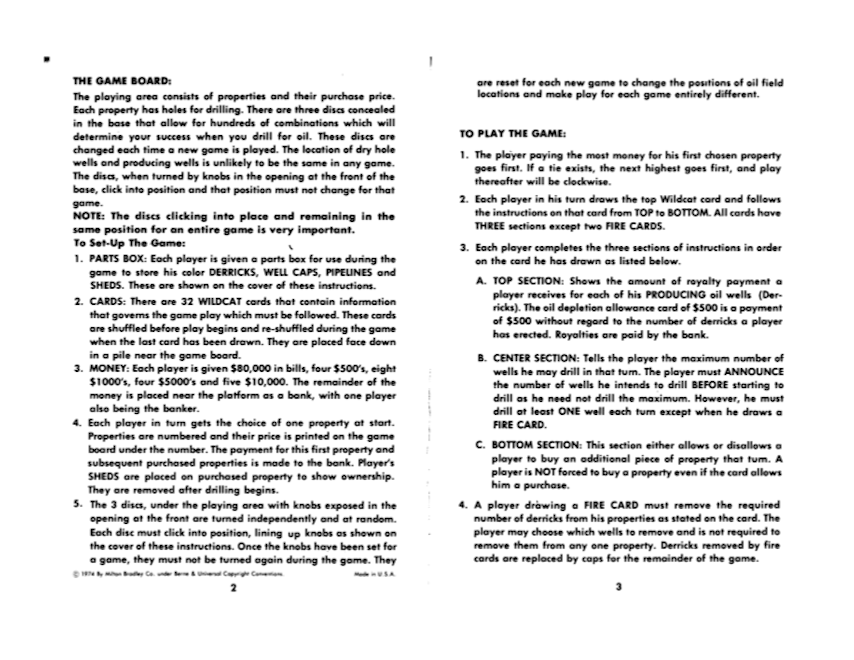 THE GAME BOARD:
The playing area consists of properties and their purchase price.
Each property has holes for drilling. There are three discs concealed
in the base that allow for hundreds of combinations which will
determine your success when you drill for oil. These discs are
changed each time a new game is played. The location of dry hole
wells and producing wells is unlikely to be the same in any game.
The discs, when turned by knobs in the opening at the front of the
base, click into position and that position must not change for that
game.
NOTE: The discs clicking into place and remaining in the
same position for an entire game is very important.
To Set-Up The Game:
1. PARTS BOX: Each player is given a parts box for use during the
game to store his color DERRICKS, WELL CAPS, PIPELINES and
SHEDS. These are shown on the cover of these instructions.
2. CARDS: There are 32 WILDCAT cards that contain information
that governs the game play which must be followed. These cards
are shuffled before play begins and re-shuffled during the game
when the last card has been drawn. They are placed face down
in a pile near the game board.
3. MONEY: Each player is given $80,000 in bills, four $500's, eight
$1000's, four $5000's and five $10,000. The remainder of the
money is placed near the platform as a bank, with one player
also being the banker.
4. Each player in turn gets the choice of one property at start.
Properties are numbered and their price is printed on the game
board under the number. The payment for this first property and
subsequent purchased properties is made to the bank. Player's
SHEDS are placed on purchased property to show ownership.
They are removed after drilling begins.
5. The 3 discs, under the playing area with knobs exposed in the
opening at the front are turned independently and at random.
Each disc must click into position, lining up knobs as shown on
the cover of these instructions. Once the knobs have been set for
a game, they must not be turned again during the game. They
© 1974 By Milton Bradley Co. under Berne & Universal Copyright Conventions. Made in U.S.A.
2
are reset for each new game to change the positions of oil field
locations and make play for each game entirely different.
TO PLAY THE GAME:
1. The player paying the most money for his first chosen property
goes first. If a tie exists, the next highest goes first, and play
thereafter will be clockwise.
2. Each player in his turn draws the top Wildcat card and follows
the instructions on that card from TOP to BOTTOM. All cards have
THREE sections except two FIRE CARDS.
3. Each player completes the three sections of instructions in order
on the card he has drawn as listed below.
A. TOP SECTION: Shows the amount of royalty payment a
player receives for each of his PRODUCING oil wells (Der-
ricks). The oil depletion allowance card of $500 is a payment
of $500 without regard to the number of derricks a player
has erected. Royalties are paid by the bank.
B. CENTER SECTION: Tells the player the maximum number of
wells he may drill in that turn. The player must ANNOUNCE
the number of wells he intends to drill BEFORE starting to
drill as he need not drill the maximum. However, he must
drill at least ONE well each turn except when he draws a
FIRE CARD.
C. BOTTOM SECTION: This section either allows or disallows a
player to buy an additional piece of property that turn. A
player is NOT forced to buy a property even if the card allows
him a purchase.
4. A player drawing a FIRE CARD must remove the required
number of derricks from his properties as stated on the card. The
player may choose which wells to remove and is not required to
remove them from any one property. Derricks removed by fire
cards are replaced by caps for the remainder of the game.
3